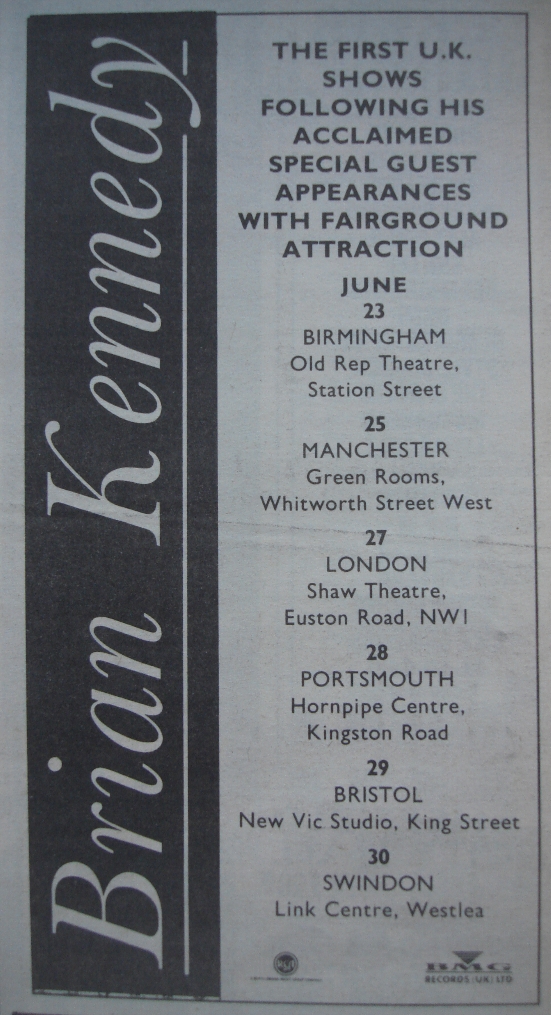 Brian Kennedy
THE FIRST U.K.
SHOWS
FOLLOWING HIS
ACCLAIMED
SPECIAL GUEST
APPEARANCES
WITH FAIRGROUND
ATTRACTION
JUNE
23
BIRMINGHAM
Old Rep Theatre,
Station Street
25
MANCHESTER
Green Rooms,
Whitworth Street West
27
LONDON
Shaw Theatre,
Euston Road, NW1
28
PORTSMOUTH
Hornpipe Centre,
Kingston Road
29
BRISTOL
New Vic Studio, King Street
30
SWINDON
Link Centre, Westlea
RCA
BMG
RECORDS (UK) LTD